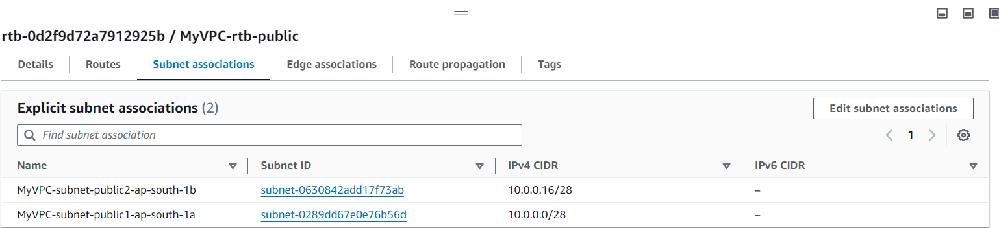 rtb-0d2f9d72a7912925b / MyVPC-rtb-public
Details Routes Subnet associations Edge associations Route propagation Tags
Explicit subnet associations (2) Edit subnet associations
Find subnet association 1
Name Subnet ID IPv4 CIDR IPv6 CIDR
MyVPC-subnet-public2-ap-south-1b subnet-0630842add17f73ab 10.0.0.16/28 –
MyVPC-subnet-public1-ap-south-1a subnet-0289dd67e0e76b56d 10.0.0.0/28 –